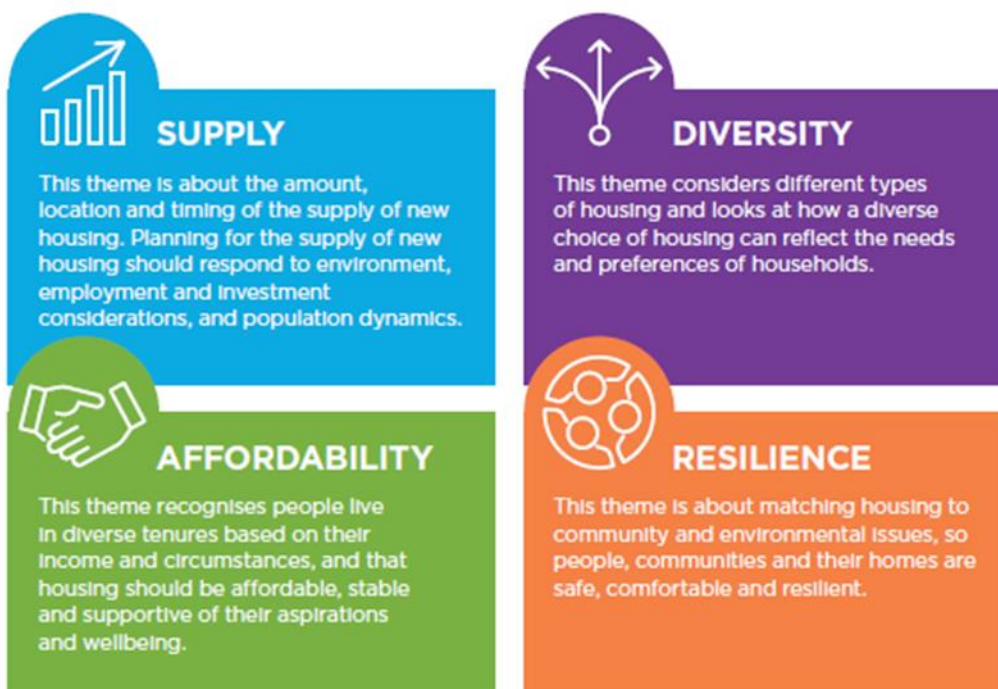 SUPPLY
This theme is about the amount,
location and timing of the supply of new
housing. Planning for the supply of new
housing should respond to environment,
employment and investment
considerations, and population dynamics.
DIVERSITY
This theme considers different types
of housing and looks at how a diverse
choice of housing can reflect the needs
and preferences of households.
AFFORDABILITY
This theme recognises people live
in diverse tenures based on their
income and circumstances, and that
housing should be affordable, stable
and supportive of their aspirations
and wellbeing.
RESILIENCE
This theme is about matching housing to
community and environmental issues, so
people, communities and their homes are
safe, comfortable and resilient.